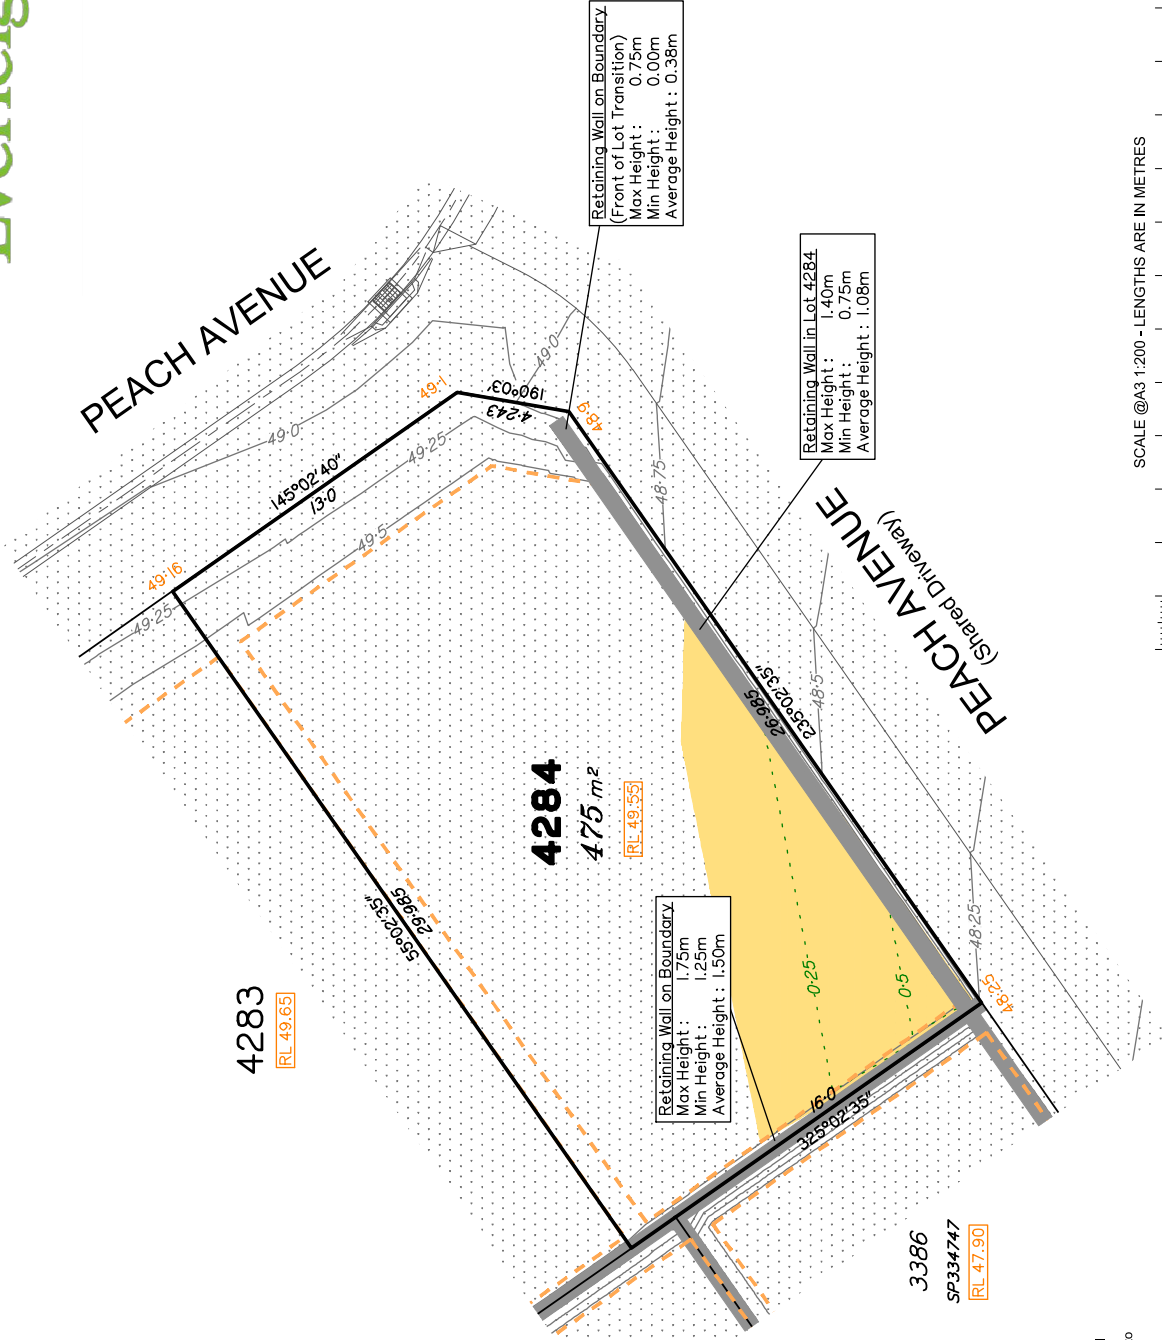 PEACH AVENUE
Retaining Wall on Boundary
(Front of Lot Transition)
Max Height : 0.75m
Min Height : 0.00m
Average Height : 0.38m
Retaining Wall in Lot 4284
Max Height : 1.40m
Min Height : 0.75m
Average Height : 1.08m
SCALE @A3 1:200 - LENGTHS ARE IN METRES
49·1
190°03'
4·243
49·0
48·9
49·0
49·25
145°02'40"
13·0
49·5
48·75
49·16
49·25
PEACH AVENUE
(Shared Driveway)
235°02'35"
26·985
48·5
4284
475 m²
RL 49.55
55°02'35"
29·985
4283
RL 49.65
Retaining Wall on Boundary
Max Height : 1.75m
Min Height : 1.25m
Average Height : 1.50m
0·25
0·5
48·25
48·25
16·0
325°02'35"
3386
SP334747
RL 47.90